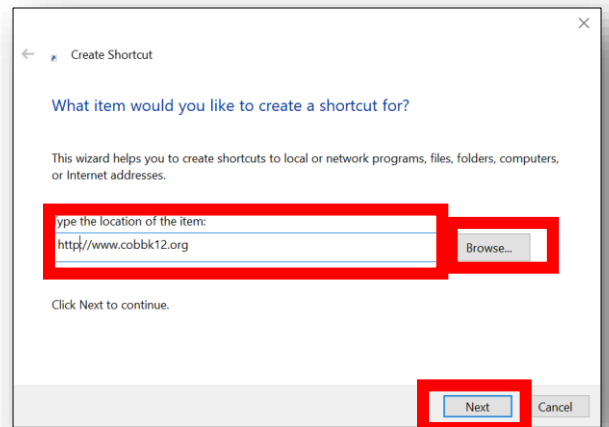 Create Shortcut
What item would you like to create a shortcut for?
This wizard helps you to create shortcuts to local or network programs, files, folders, computers,
or Internet addresses.
Type the location of the item:
http://www.cobbk12.org
Browse...
Click Next to continue.
Next
Cancel